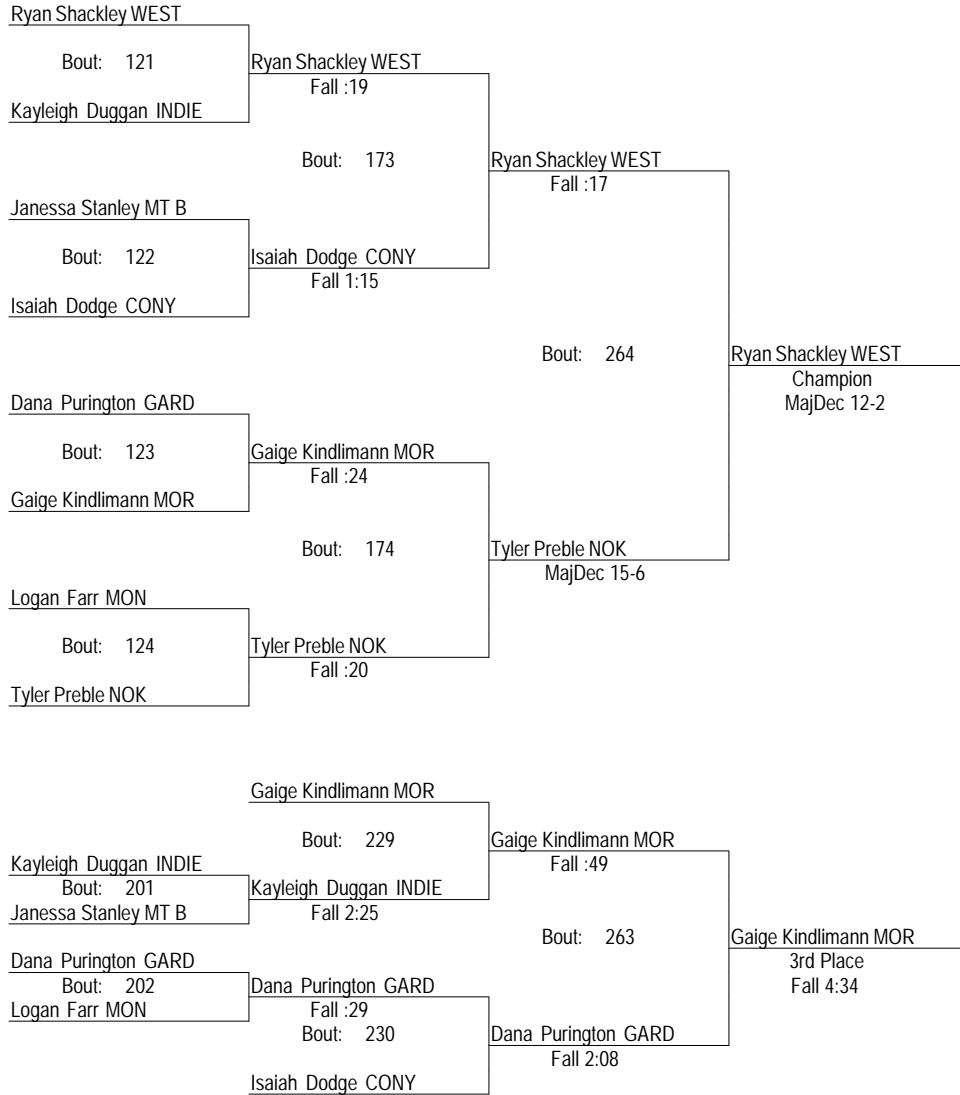 Ryan Shackley WEST
Bout: 121
Ryan Shackley WEST
Fall :19
Kayleigh Duggan INDIE
Bout: 173
Ryan Shackley WEST
Fall :17
Janessa Stanley MT B
Bout: 122
Isaiah Dodge CONY
Fall 1:15
Isaiah Dodge CONY
Bout: 264
Ryan Shackley WEST
Champion
MajDec 12-2
Dana Purington GARD
Bout: 123
Gaige Kindlimann MOR
Fall :24
Gaige Kindlimann MOR
Bout: 174
Tyler Preble NOK
MajDec 15-6
Logan Farr MON
Bout: 124
Tyler Preble NOK
Fall :20
Tyler Preble NOK
Gaige Kindlimann MOR
Bout: 229
Gaige Kindlimann MOR
Fall :49
Kayleigh Duggan INDIE
Bout: 201
Kayleigh Duggan INDIE
Janessa Stanley MT B
Fall 2:25
Bout: 263
Gaige Kindlimann MOR
3rd Place
Fall 4:34
Dana Purington GARD
Bout: 202
Dana Purington GARD
Logan Farr MON
Fall :29
Bout: 230
Dana Purington GARD
Fall 2:08
Isaiah Dodge CONY